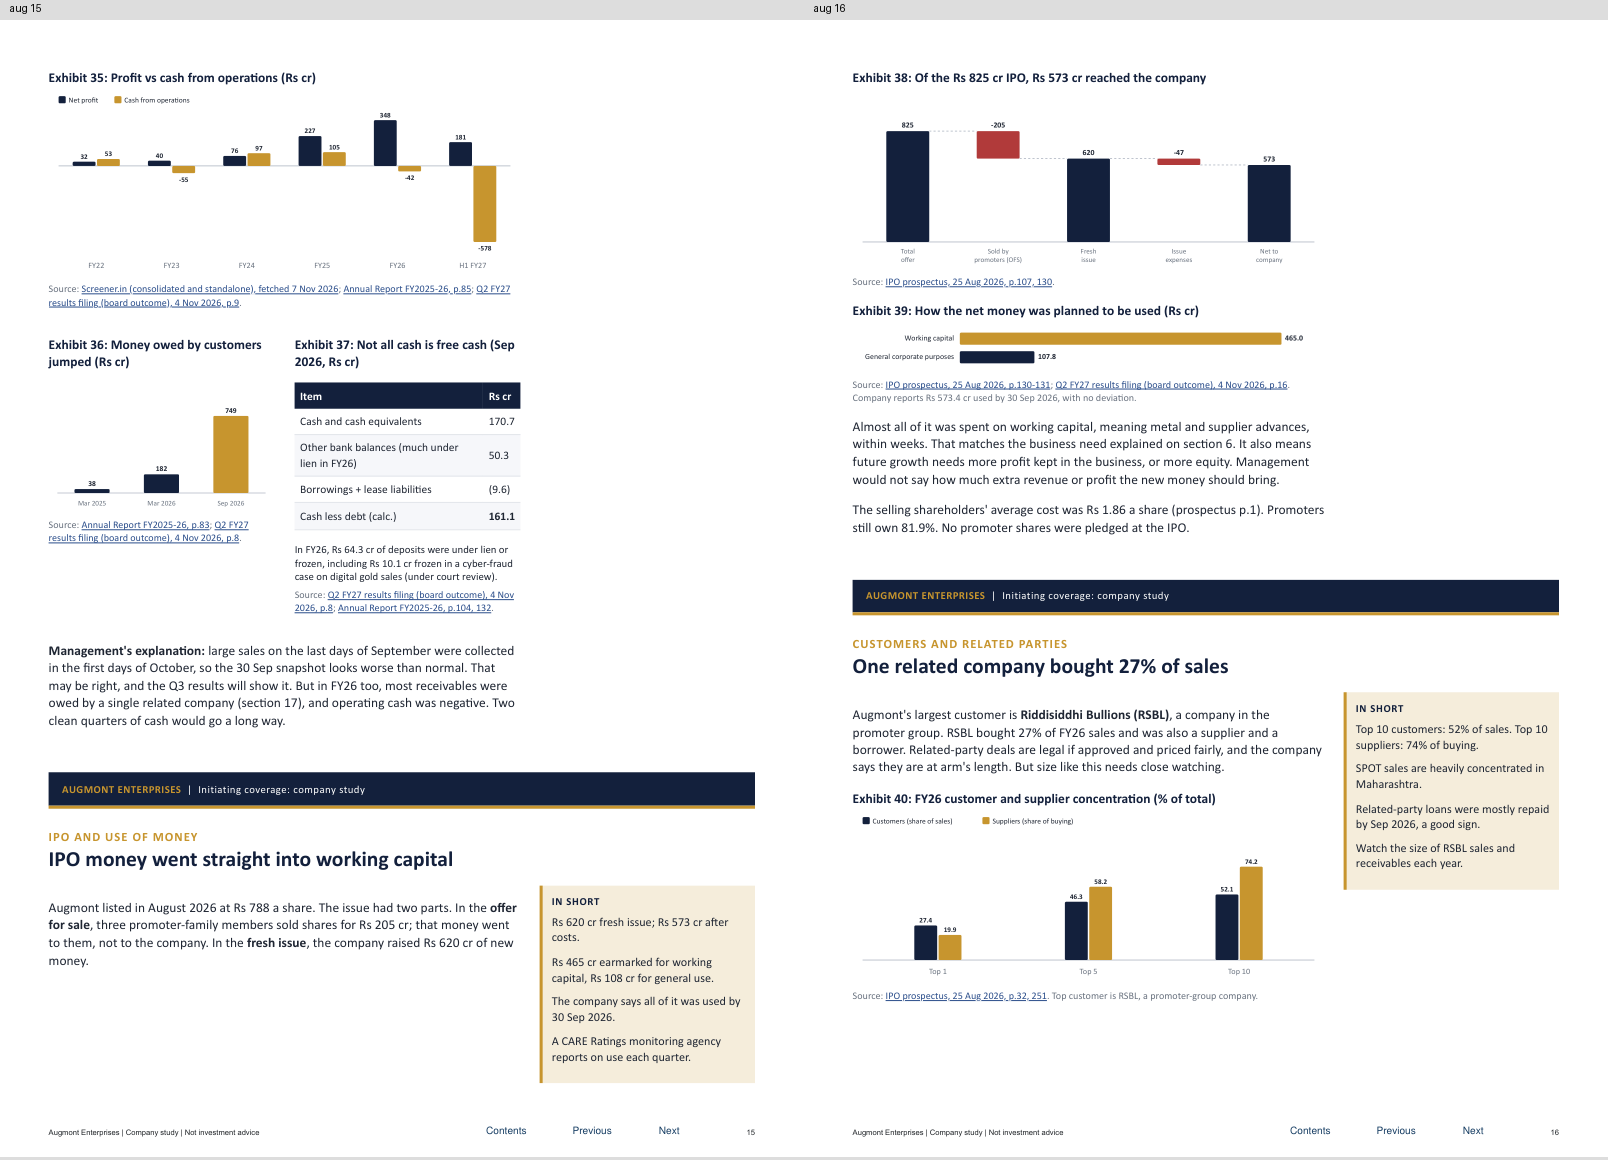 aug 15
Exhibit 35: Profit vs cash from operations (Rs cr)
Net profit
Cash from operations
32
53
40
-55
76
97
227
105
348
-42
181
-578
FY22
FY23
FY24
FY25
FY26
H1 FY27
Source: Screener.in (consolidated and standalone), fetched 7 Nov 2026; Annual Report FY2025-26, p.85; Q2 FY27
results filing (board outcome), 4 Nov 2026, p.9.
Exhibit 36: Money owed by customers
jumped (Rs cr)
38
182
749
Mar 2025
Mar 2026
Sep 2026
Source: Annual Report FY2025-26, p.83; Q2 FY27
results filing (board outcome), 4 Nov 2026, p.8.
Exhibit 37: Not all cash is free cash (Sep
2026, Rs cr)
Item Rs cr
Cash and cash equivalents 170.7
Other bank balances (much under
lien in FY26) 50.3
Borrowings + lease liabilities (9.6)
Cash less debt (calc.) 161.1
In FY26, Rs 64.3 cr of deposits were under lien or
frozen, including Rs 10.1 cr frozen in a cyber-fraud
case on digital gold sales (under court review).
Source: Q2 FY27 results filing (board outcome), 4 Nov
2026, p.8; Annual Report FY2025-26, p.104, 132.
Management's explanation: large sales on the last days of September were collected
in the first days of October, so the 30 Sep snapshot looks worse than normal. That
may be right, and the Q3 results will show it. But in FY26 too, most receivables were
owed by a single related company (section 17), and operating cash was negative. Two
clean quarters of cash would go a long way.
AUGMONT ENTERPRISES | Initiating coverage: company study
IPO AND USE OF MONEY
IPO money went straight into working capital
Augmont listed in August 2026 at Rs 788 a share. The issue had two parts. In the offer
for sale, three promoter-family members sold shares for Rs 205 cr; that money went
to them, not to the company. In the fresh issue, the company raised Rs 620 cr of new
money.
IN SHORT
Rs 620 cr fresh issue; Rs 573 cr after
costs.
Rs 465 cr earmarked for working
capital, Rs 108 cr for general use.
The company says all of it was used by
30 Sep 2026.
A CARE Ratings monitoring agency
reports on use each quarter.
Augmont Enterprises | Company study | Not investment advice
Contents
Previous
Next
15
aug 16
Exhibit 38: Of the Rs 825 cr IPO, Rs 573 cr reached the company
825
-205
620
-47
573
Total
offer
Sold by
promoters (OFS)
Fresh
issue
Issue
expenses
Net to
company
Source: IPO prospectus, 25 Aug 2026, p.107, 130.
Exhibit 39: How the net money was planned to be used (Rs cr)
Working capital 465.0
General corporate purposes 107.8
Source: IPO prospectus, 25 Aug 2026, p.130-131; Q2 FY27 results filing (board outcome), 4 Nov 2026, p.16.
Company reports Rs 573.4 cr used by 30 Sep 2026, with no deviation.
Almost all of it was spent on working capital, meaning metal and supplier advances,
within weeks. That matches the business need explained on section 6. It also means
future growth needs more profit kept in the business, or more equity. Management
would not say how much extra revenue or profit the new money should bring.
The selling shareholders' average cost was Rs 1.86 a share (prospectus p.1). Promoters
still own 81.9%. No promoter shares were pledged at the IPO.
AUGMONT ENTERPRISES | Initiating coverage: company study
CUSTOMERS AND RELATED PARTIES
One related company bought 27% of sales
Augmont's largest customer is Riddisiddhi Bullions (RSBL), a company in the
promoter group. RSBL bought 27% of FY26 sales and was also a supplier and a
borrower. Related-party deals are legal if approved and priced fairly, and the company
says they are at arm's length. But size like this needs close watching.
IN SHORT
Top 10 customers: 52% of sales. Top 10
suppliers: 74% of buying.
SPOT sales are heavily concentrated in
Maharashtra.
Related-party loans were mostly repaid
by Sep 2026, a good sign.
Watch the size of RSBL sales and
receivables each year.
Exhibit 40: FY26 customer and supplier concentration (% of total)
Customers (share of sales)
Suppliers (share of buying)
27.4
19.9
46.3
58.2
52.1
74.2
Top 1
Top 5
Top 10
Source: IPO prospectus, 25 Aug 2026, p.32, 251. Top customer is RSBL, a promoter-group company.
Augmont Enterprises | Company study | Not investment advice
Contents
Previous
Next
16